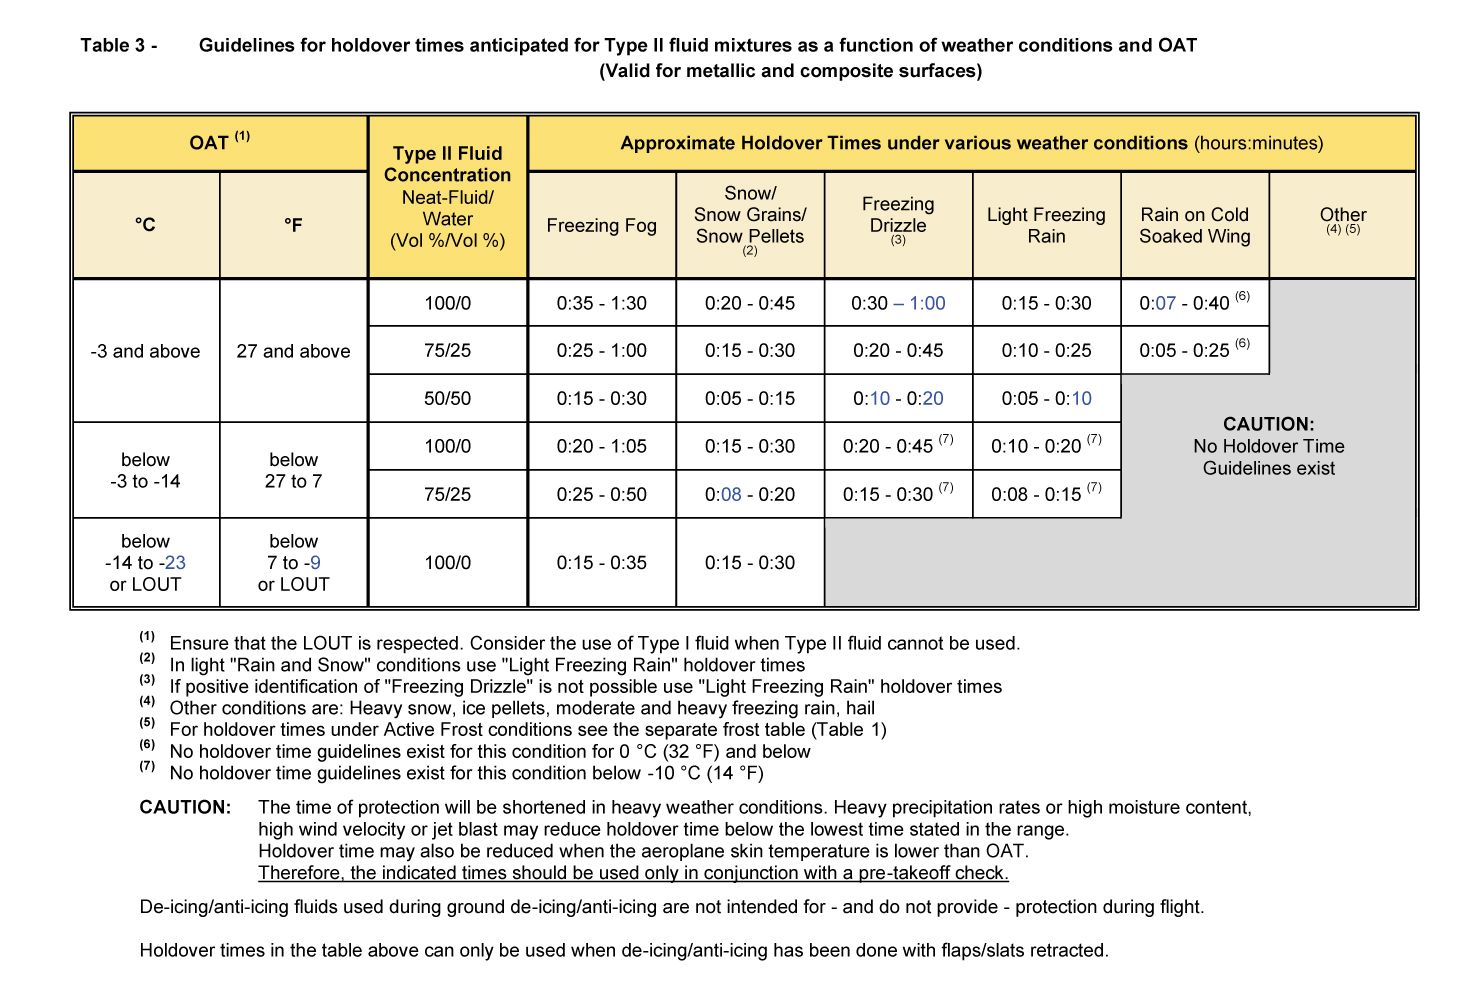 Table 3 - Guidelines for holdover times anticipated for Type II fluid mixtures as a function of weather conditions and OAT
(Valid for metallic and composite surfaces)
OAT (1)
Type II Fluid
Concentration
Neat-Fluid/
Water
(Vol %/Vol %)
Approximate Holdover Times under various weather conditions (hours:minutes)
°C
°F
Freezing Fog
Snow/
Snow Grains/
Snow Pellets
(2)
Freezing
Drizzle
(3)
Light Freezing
Rain
Rain on Cold
Soaked Wing
Other
(4) (5)
-3 and above
27 and above
100/0 0:35 - 1:30 0:20 - 0:45 0:30 – 1:00 0:15 - 0:30 0:07 - 0:40 (6)
75/25 0:25 - 1:00 0:15 - 0:30 0:20 - 0:45 0:10 - 0:25 0:05 - 0:25 (6)
50/50 0:15 - 0:30 0:05 - 0:15 0:10 - 0:20 0:05 - 0:10
below
-3 to -14
below
27 to 7
100/0 0:20 - 1:05 0:15 - 0:30 0:20 - 0:45 (7) 0:10 - 0:20 (7)
75/25 0:25 - 0:50 0:08 - 0:20 0:15 - 0:30 (7) 0:08 - 0:15 (7)
below
-14 to -23
or LOUT
below
7 to -9
or LOUT
100/0 0:15 - 0:35 0:15 - 0:30
CAUTION:
No Holdover Time
Guidelines exist
(1) Ensure that the LOUT is respected. Consider the use of Type I fluid when Type II fluid cannot be used.
(2) In light "Rain and Snow" conditions use "Light Freezing Rain" holdover times
(3) If positive identification of "Freezing Drizzle" is not possible use "Light Freezing Rain" holdover times
(4) Other conditions are: Heavy snow, ice pellets, moderate and heavy freezing rain, hail
(5) For holdover times under Active Frost conditions see the separate frost table (Table 1)
(6) No holdover time guidelines exist for this condition for 0 °C (32 °F) and below
(7) No holdover time guidelines exist for this condition below -10 °C (14 °F)
CAUTION: The time of protection will be shortened in heavy weather conditions. Heavy precipitation rates or high moisture content,
high wind velocity or jet blast may reduce holdover time below the lowest time stated in the range.
Holdover time may also be reduced when the aeroplane skin temperature is lower than OAT.
Therefore, the indicated times should be used only in conjunction with a pre-takeoff check.
De-icing/anti-icing fluids used during ground de-icing/anti-icing are not intended for - and do not provide - protection during flight.
Holdover times in the table above can only be used when de-icing/anti-icing has been done with flaps/slats retracted.